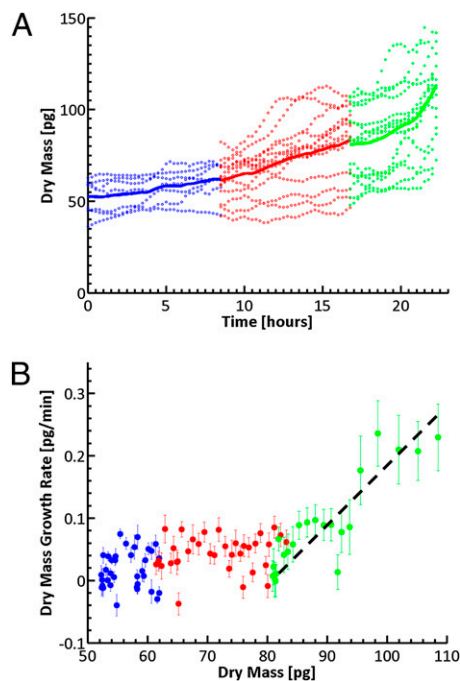 A
150
100
50
0
Dry Mass [pg]
0 5 10 15 20
Time [hours]
B
0.3
0.2
0.1
0
-0.1
Dry Mass Growth Rate [pg/min]
50 60 70 80 90 100 110
Dry Mass [pg]